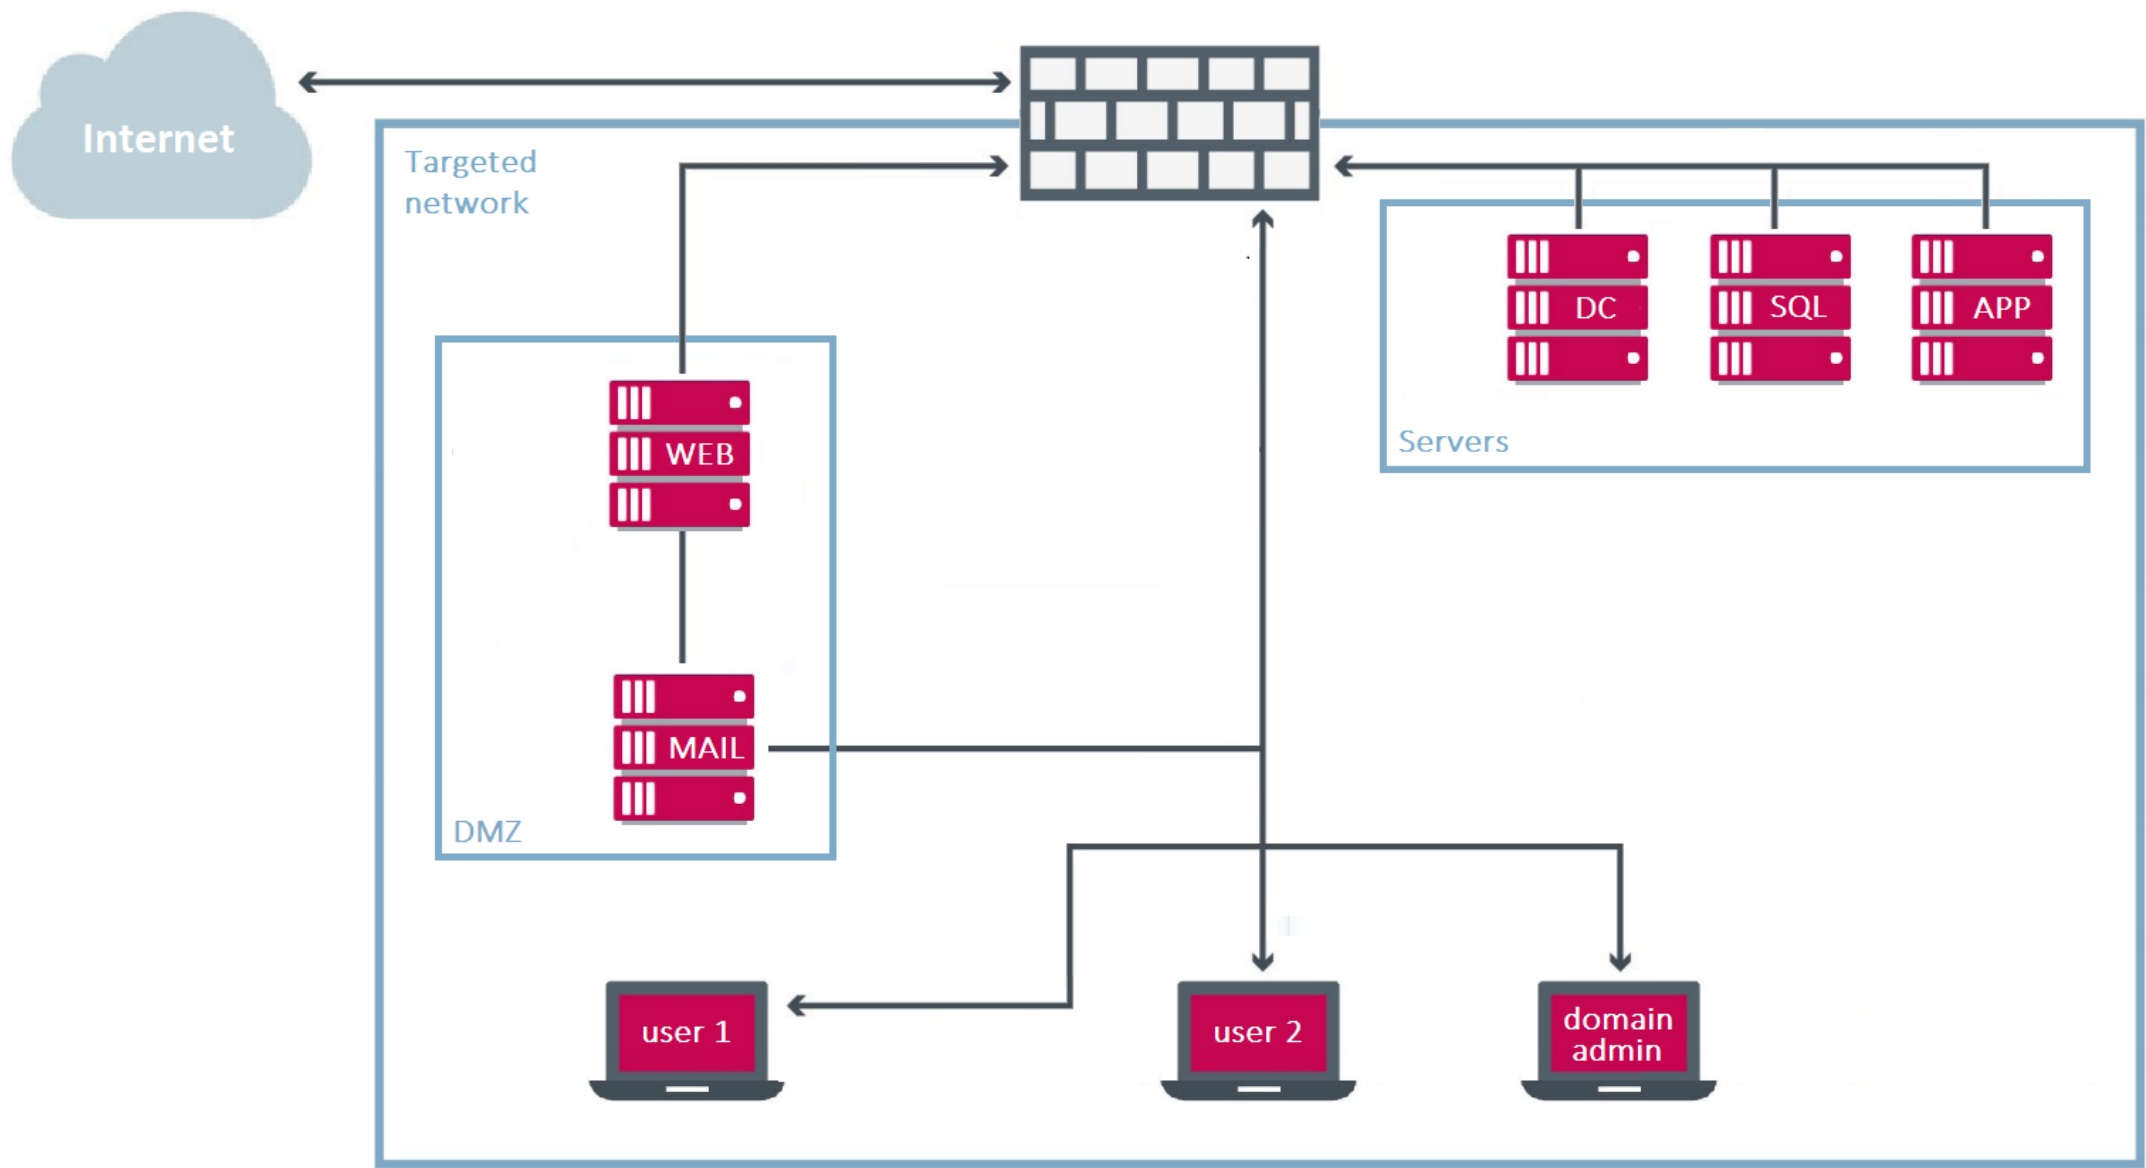 Internet
Targeted
network
DC
SQL
APP
Servers
WEB
MAIL
DMZ
user 1
user 2
domain
admin